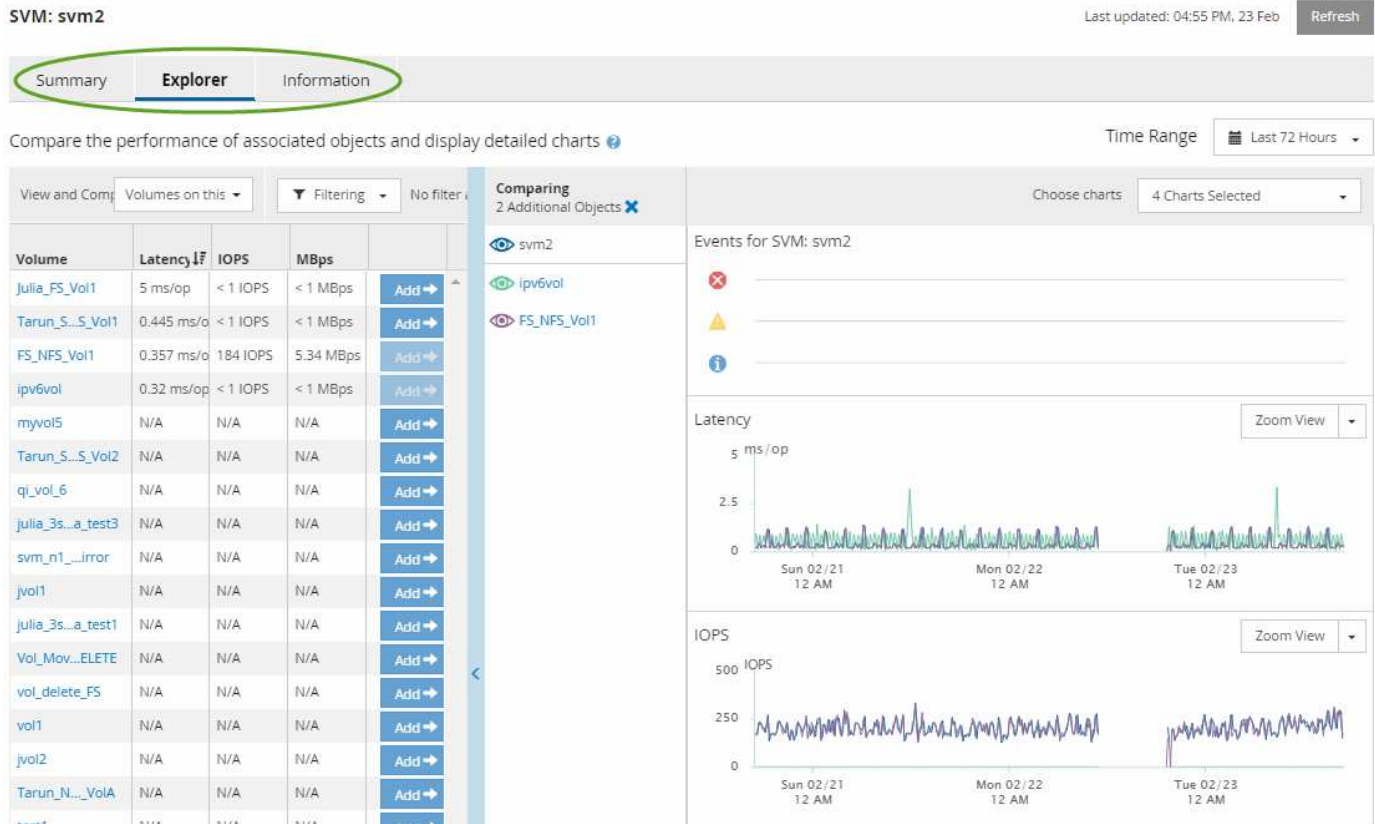 SVM: svm2
Last updated: 04:55 PM, 23 Feb Refresh
Summary Explorer Information
Compare the performance of associated objects and display detailed charts ?
Time Range Last 72 Hours
View and Comp Volumes on this Filtering No filter
Comparing
2 Additional Objects
Choose charts 4 Charts Selected
Volume Latency IOPS MBps
Julia_FS_Vol1 5 ms/op < 1 IOPS < 1 MBps Add
Tarun_S...S_Vol1 0.445 ms/o < 1 IOPS < 1 MBps Add
FS_NFS_Vol1 0.357 ms/o 184 IOPS 5.34 MBps Add
ipv6vol 0.32 ms/op < 1 IOPS < 1 MBps Add
myvol5 N/A N/A N/A Add
Tarun_S...S_Vol2 N/A N/A N/A Add
qi_vol_6 N/A N/A N/A Add
julia_3s...a_test3 N/A N/A N/A Add
svm_n1_...irror N/A N/A N/A Add
jvol1 N/A N/A N/A Add
julia_3s...a_test1 N/A N/A N/A Add
Vol_Mov...ELETE N/A N/A N/A Add
vol_delete_FS N/A N/A N/A Add
vol1 N/A N/A N/A Add
jvol2 N/A N/A N/A Add
Tarun_N..._VolA N/A N/A N/A Add
svm2
ipv6vol
FS_NFS_Vol1
Events for SVM: svm2
Latency Zoom View
5 ms/op
2.5
0
Sun 02/21 Mon 02/22 Tue 02/23
12 AM 12 AM 12 AM
IOPS Zoom View
500 IOPS
250
0
Sun 02/21 Mon 02/22 Tue 02/23
12 AM 12 AM 12 AM